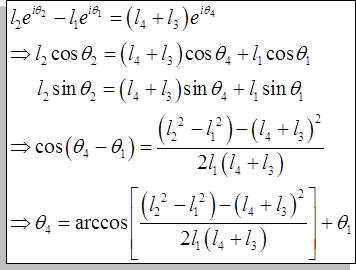 l₂e^{iθ₂} − l₁e^{iθ₁} = (l₄ + l₃)e^{iθ₄}
⇒ l₂ cos θ₂ = (l₄ + l₃) cos θ₄ + l₁ cos θ₁
l₂ sin θ₂ = (l₄ + l₃) sin θ₄ + l₁ sin θ₁
⇒ cos(θ₄ − θ₁) = ((l₂² − l₁²) − (l₄ + l₃)²) / (2l₁(l₄ + l₃))
⇒ θ₄ = arccos[((l₂² − l₁²) − (l₄ + l₃)²) / (2l₁(l₄ + l₃))] + θ₁